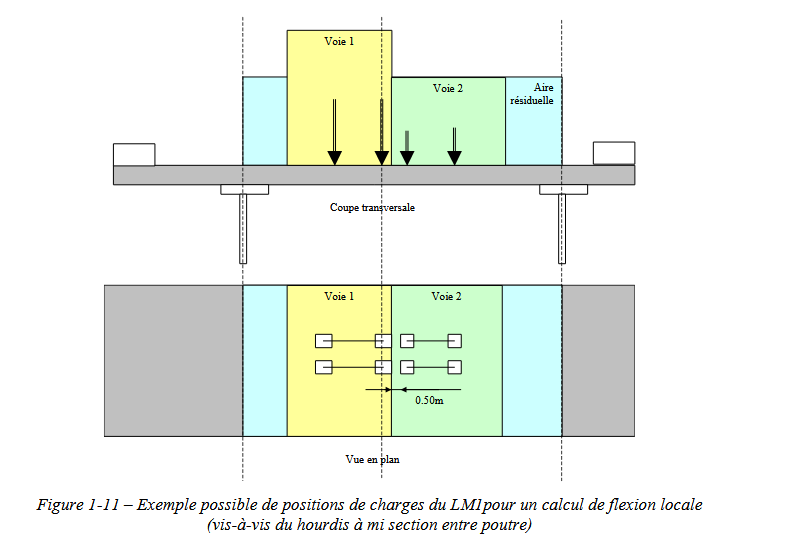 Voie 1
Voie 2
Aire
résiduelle
Coupe transversale
Voie 1
Voie 2
0.50m
Vue en plan
Figure 1-11 – Exemple possible de positions de charges du LM1pour un calcul de flexion locale
(vis-à-vis du hourdis à mi section entre poutre)